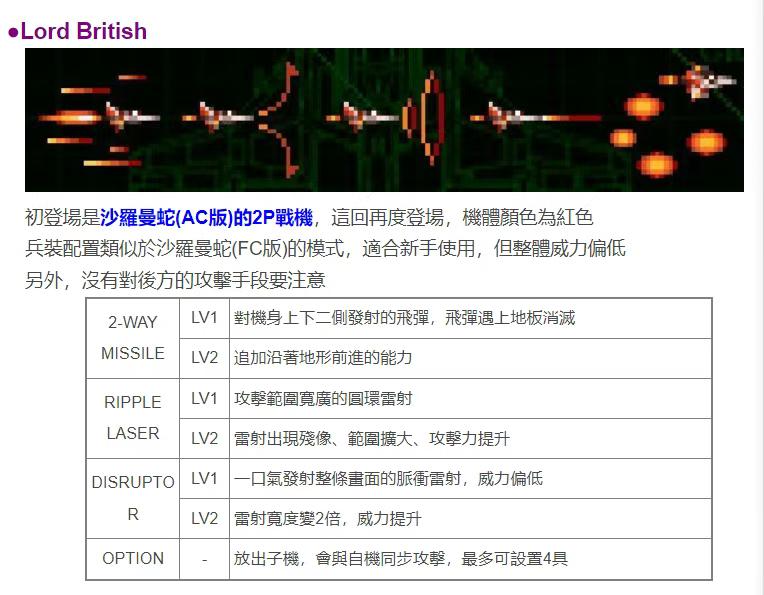 ●Lord British
初登場是沙羅曼蛇(AC版)的2P戰機，這回再度登場，機體顏色為紅色
兵裝配置類似於沙羅曼蛇(FC版)的模式，適合新手使用，但整體威力偏低
另外，沒有對後方的攻擊手段要注意
2-WAY
MISSILE
LV1 對機身上下二側發射的飛彈，飛彈遇上地板消滅
LV2 追加沿著地形前進的能力
RIPPLE
LASER
LV1 攻擊範圍寬廣的圓環雷射
LV2 雷射出現殘像、範圍擴大、攻擊力提升
DISRUPTO
R
LV1 一口氣發射整條畫面的脈衝雷射，威力偏低
LV2 雷射寬度變2倍，威力提升
OPTION - 放出子機，會與自機同步攻擊，最多可設置4具